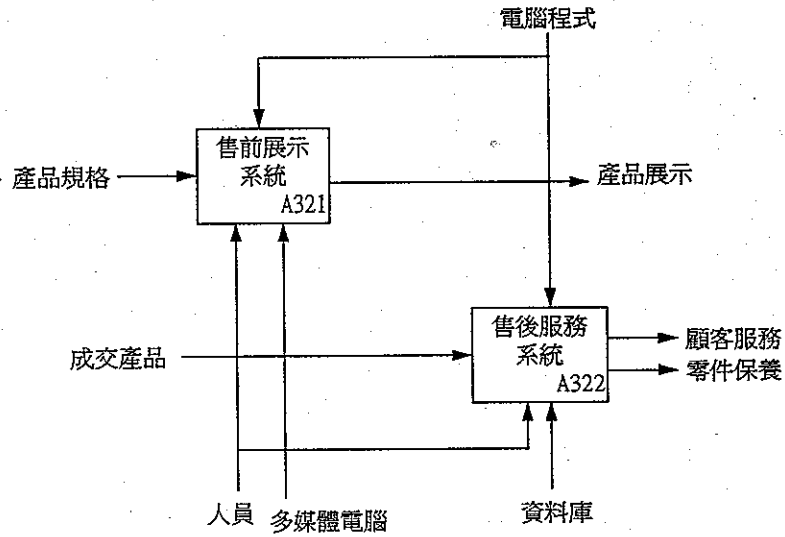 電腦程式
售前展示
系統
A321
產品規格
產品展示
售後服務
系統
A322
成交產品
顧客服務
零件保養
人員
多媒體電腦
資料庫